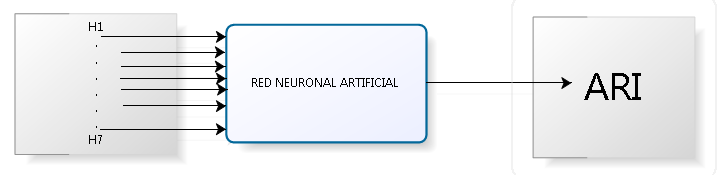 H1
.
.
.
.
.
.
H7
RED NEURONAL ARTIFICIAL
ARI